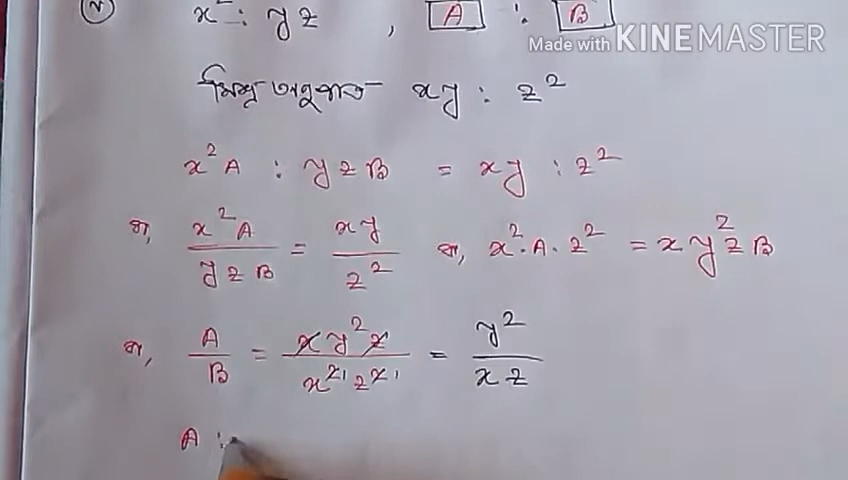 (v) x² : yz , A : B
Made with KINEMASTER
মিশ্র অনুপাত xy : z²
x²A : yzB = xy : z²
বা, x²A/yzB = xy/z² বা, x².A.z² = xy²zB
বা, A/B = xy²z/x²¹z²¹ = y²/xz
A :